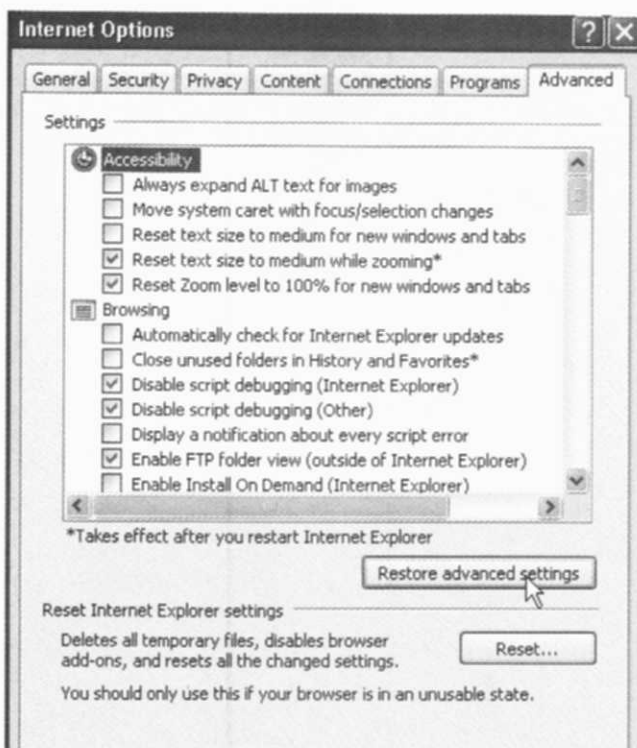 Internet Options
General Security Privacy Content Connections Programs Advanced
Settings
Accessibility
Always expand ALT text for images
Move system caret with focus/selection changes
Reset text size to medium for new windows and tabs
Reset text size to medium while zooming*
Reset Zoom level to 100% for new windows and tabs
Browsing
Automatically check for Internet Explorer updates
Close unused folders in History and Favorites*
Disable script debugging (Internet Explorer)
Disable script debugging (Other)
Display a notification about every script error
Enable FTP folder view (outside of Internet Explorer)
Enable Install On Demand (Internet Explorer)
*Takes effect after you restart Internet Explorer
Restore advanced settings
Reset Internet Explorer settings
Deletes all temporary files, disables browser
add-ons, and resets all the changed settings.
Reset...
You should only use this if your browser is in an unusable state.